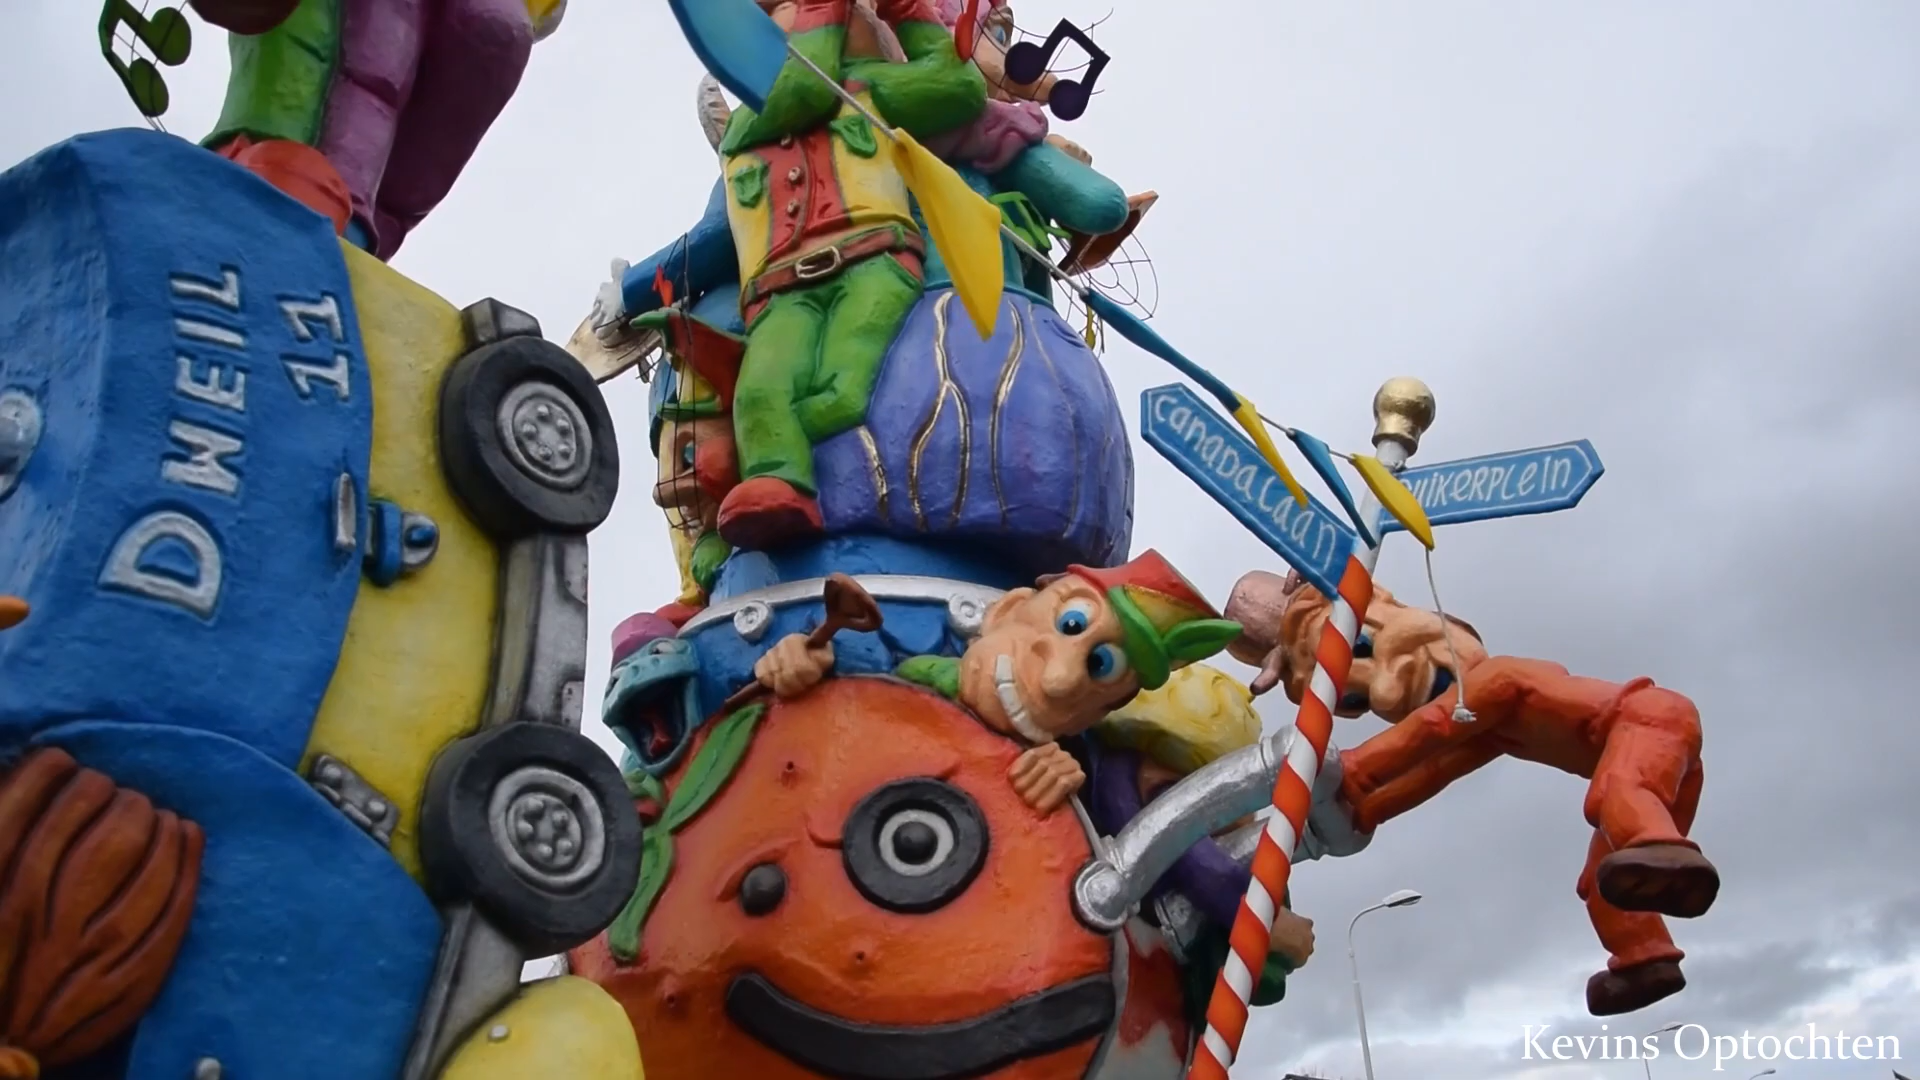 DWEIL
11
CANADALAAN
UIKERPLEIN
Kevins Optochten